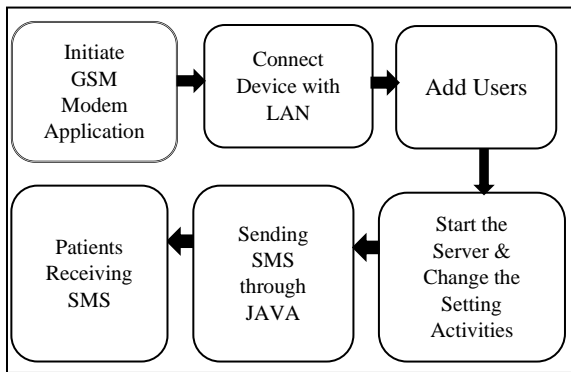 Initiate
GSM
Modem
Application
Connect
Device with
LAN
Add Users
Start the
Server &
Change the
Setting
Activities
Sending
SMS
through
JAVA
Patients
Receiving
SMS